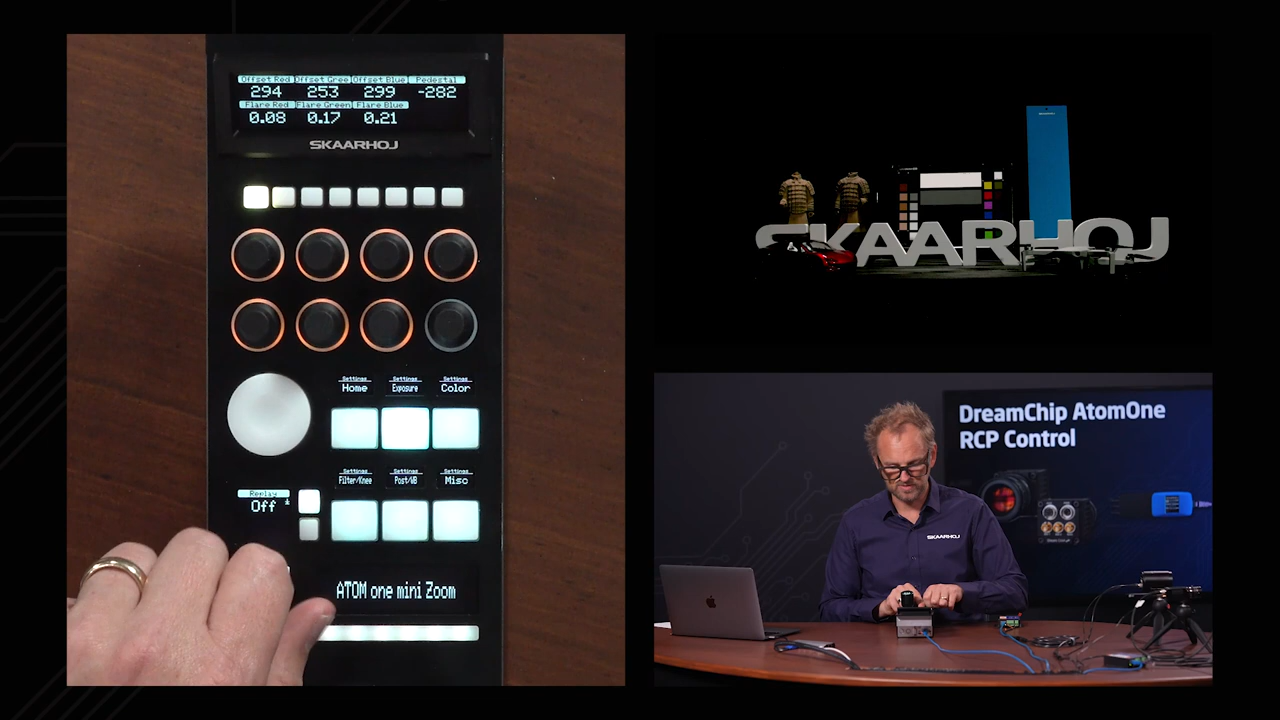 Offset Red Offset Gree Offset Blue Pedestal
294 253 299 -282
Flare Red Flare Green Flare Blue
0.08 0.17 0.21
SKAARHOJ
Settings Settings Settings
Home Exposure Color
Settings Settings Settings
Filter/Knee Post/WB Misc
Replay
Off
ATOM one mini Zoom
SKAARHOJ
DreamChip AtomOne
RCP Control
SKAARHOJ